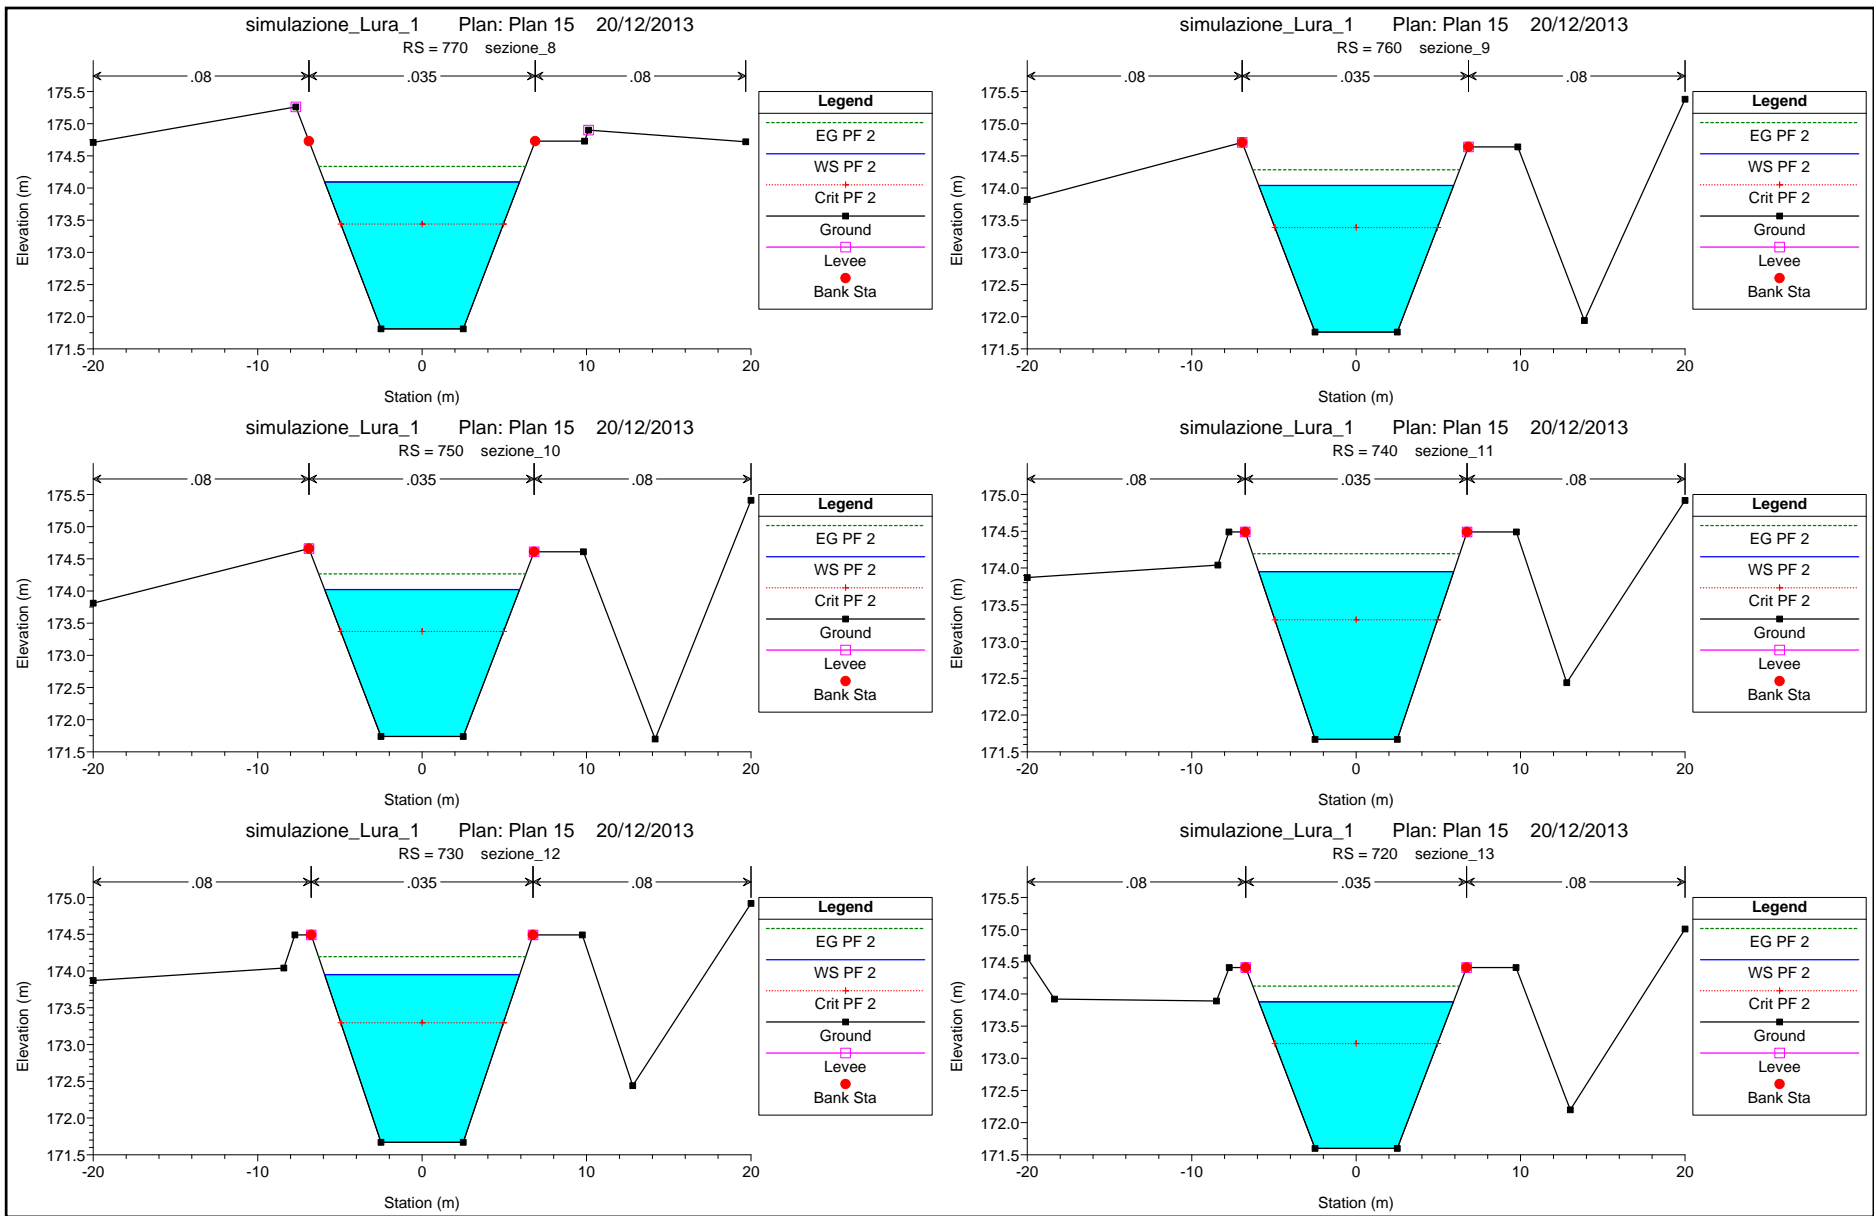 simulazione_Lura_1 Plan: Plan 15 20/12/2013
RS = 770 sezione_8
.08 .035 .08
175.5
175.0
174.5
174.0
173.5
173.0
172.5
172.0
171.5
Elevation (m)
-20 -10 0 10 20
Station (m)
Legend
EG PF 2
WS PF 2
Crit PF 2
Ground
Levee
Bank Sta
simulazione_Lura_1 Plan: Plan 15 20/12/2013
RS = 760 sezione_9
.08 .035 .08
175.5
175.0
174.5
174.0
173.5
173.0
172.5
172.0
171.5
Elevation (m)
-20 -10 0 10 20
Station (m)
Legend
EG PF 2
WS PF 2
Crit PF 2
Ground
Levee
Bank Sta
simulazione_Lura_1 Plan: Plan 15 20/12/2013
RS = 750 sezione_10
.08 .035 .08
175.5
175.0
174.5
174.0
173.5
173.0
172.5
172.0
171.5
Elevation (m)
-20 -10 0 10 20
Station (m)
Legend
EG PF 2
WS PF 2
Crit PF 2
Ground
Levee
Bank Sta
simulazione_Lura_1 Plan: Plan 15 20/12/2013
RS = 740 sezione_11
.08 .035 .08
175.0
174.5
174.0
173.5
173.0
172.5
172.0
171.5
Elevation (m)
-20 -10 0 10 20
Station (m)
Legend
EG PF 2
WS PF 2
Crit PF 2
Ground
Levee
Bank Sta
simulazione_Lura_1 Plan: Plan 15 20/12/2013
RS = 730 sezione_12
.08 .035 .08
175.0
174.5
174.0
173.5
173.0
172.5
172.0
171.5
Elevation (m)
-20 -10 0 10 20
Station (m)
Legend
EG PF 2
WS PF 2
Crit PF 2
Ground
Levee
Bank Sta
simulazione_Lura_1 Plan: Plan 15 20/12/2013
RS = 720 sezione_13
.08 .035 .08
175.5
175.0
174.5
174.0
173.5
173.0
172.5
172.0
171.5
Elevation (m)
-20 -10 0 10 20
Station (m)
Legend
EG PF 2
WS PF 2
Crit PF 2
Ground
Levee
Bank Sta